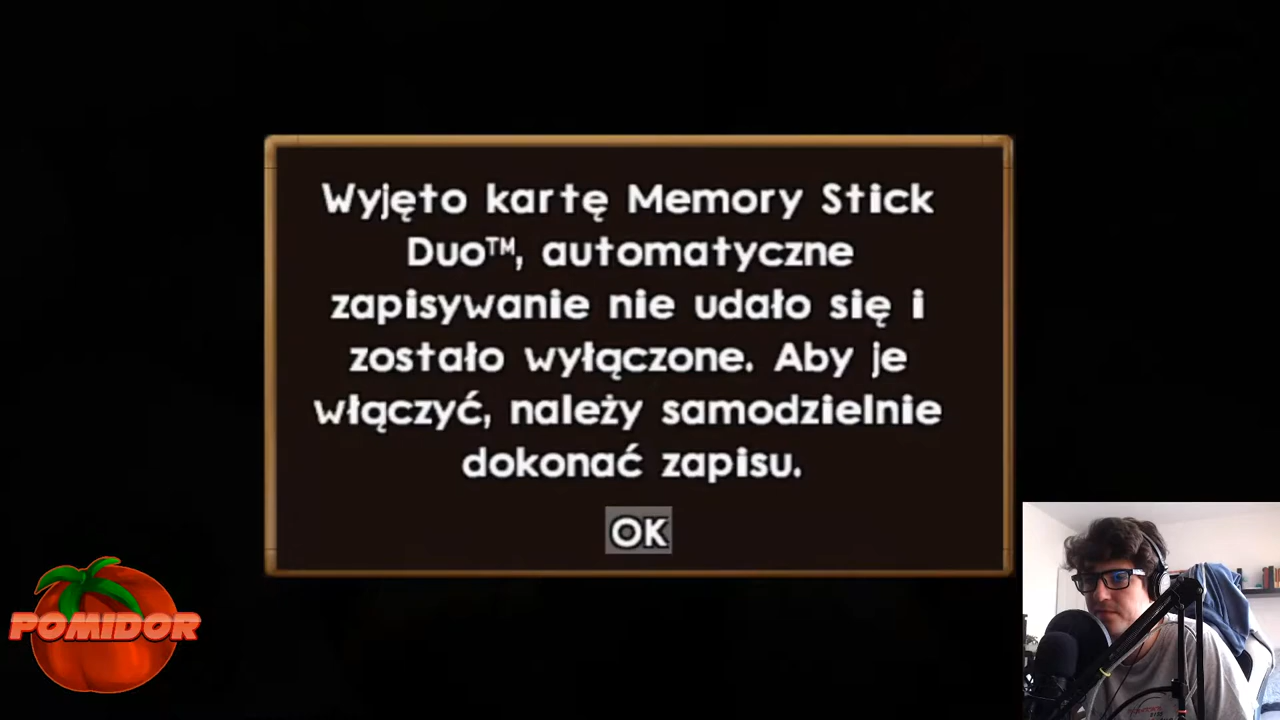 Wyjęto kartę Memory Stick
Duo™, automatyczne
zapisywanie nie udało się i
zostało wyłączone. Aby je
włączyć, należy samodzielnie
dokonać zapisu.
OK
POMIDOR